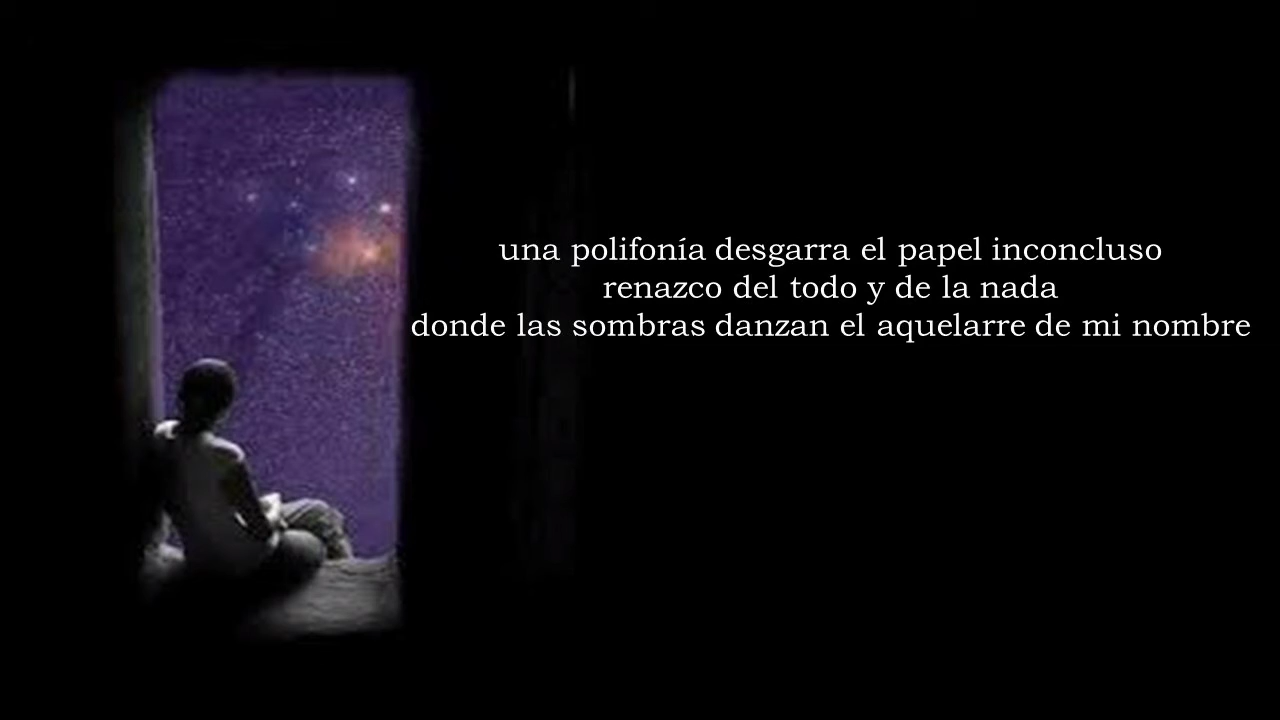 una polifonía desgarra el papel inconcluso
renazco del todo y de la nada
donde las sombras danzan el aquelarre de mi nombre